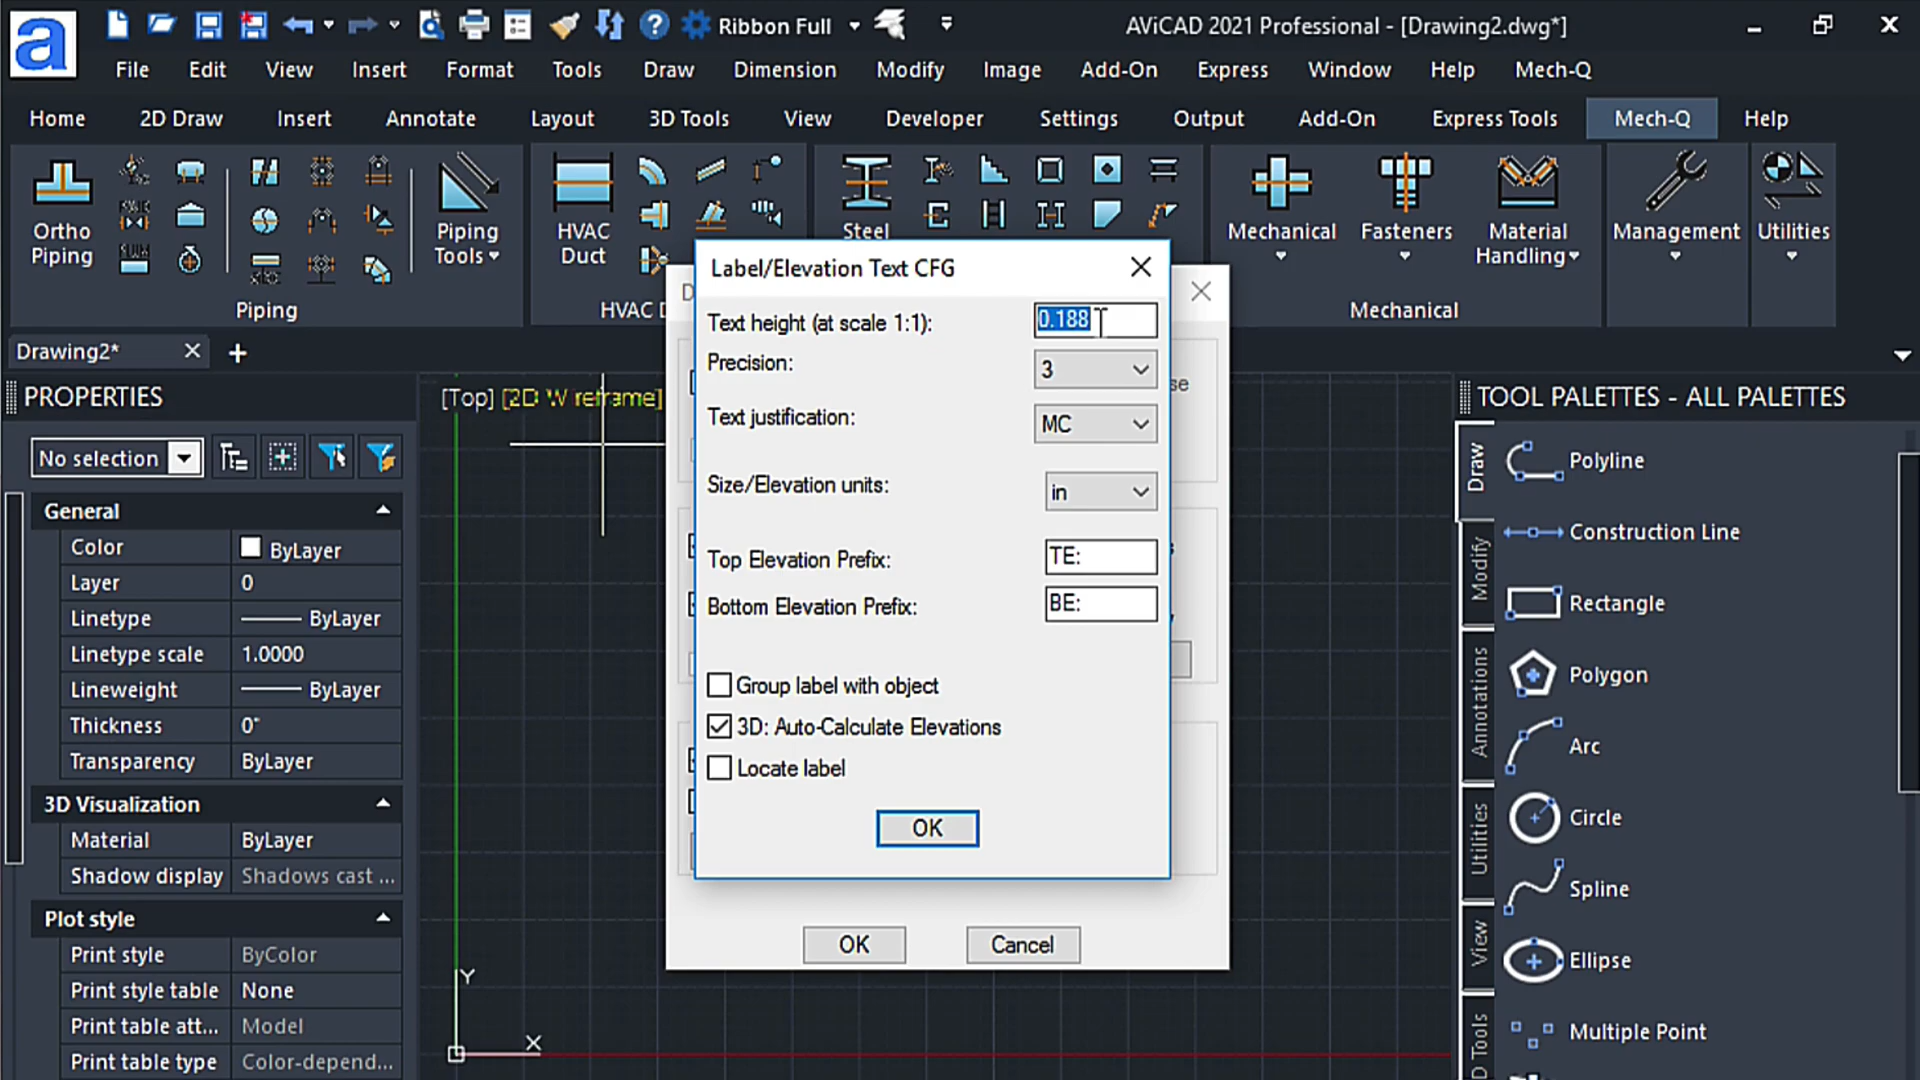 a
Ribbon Full
AViCAD 2021 Professional - [Drawing2.dwg*]
File Edit View Insert Format Tools Draw Dimension Modify Image Add-On Express Window Help Mech-Q
Home 2D Draw Insert Annotate Layout 3D Tools View Developer Settings Output Add-On Express Tools Mech-Q Help
Ortho Piping
Piping Tools
HVAC Duct
Steel
Mechanical
Fasteners
Material Handling
Management
Utilities
Piping
HVAC D
Mechanical
Drawing2*
PROPERTIES
No selection
General
Color ByLayer
Layer 0
Linetype ByLayer
Linetype scale 1.0000
Lineweight ByLayer
Thickness 0"
Transparency ByLayer
3D Visualization
Material ByLayer
Shadow display Shadows cast ...
Plot style
Print style ByColor
Print style table None
Print table att... Model
Print table type Color-depend...
[Top] [2D Wireframe]
Y
X
Label/Elevation Text CFG
Text height (at scale 1:1): 0.188
Precision: 3
Text justification: MC
Size/Elevation units: in
Top Elevation Prefix: TE:
Bottom Elevation Prefix: BE:
Group label with object
3D: Auto-Calculate Elevations
Locate label
OK
se
OK Cancel
TOOL PALETTES - ALL PALETTES
Draw
Modify
Annotations
Utilities
View
D Tools
Polyline
Construction Line
Rectangle
Polygon
Arc
Circle
Spline
Ellipse
Multiple Point